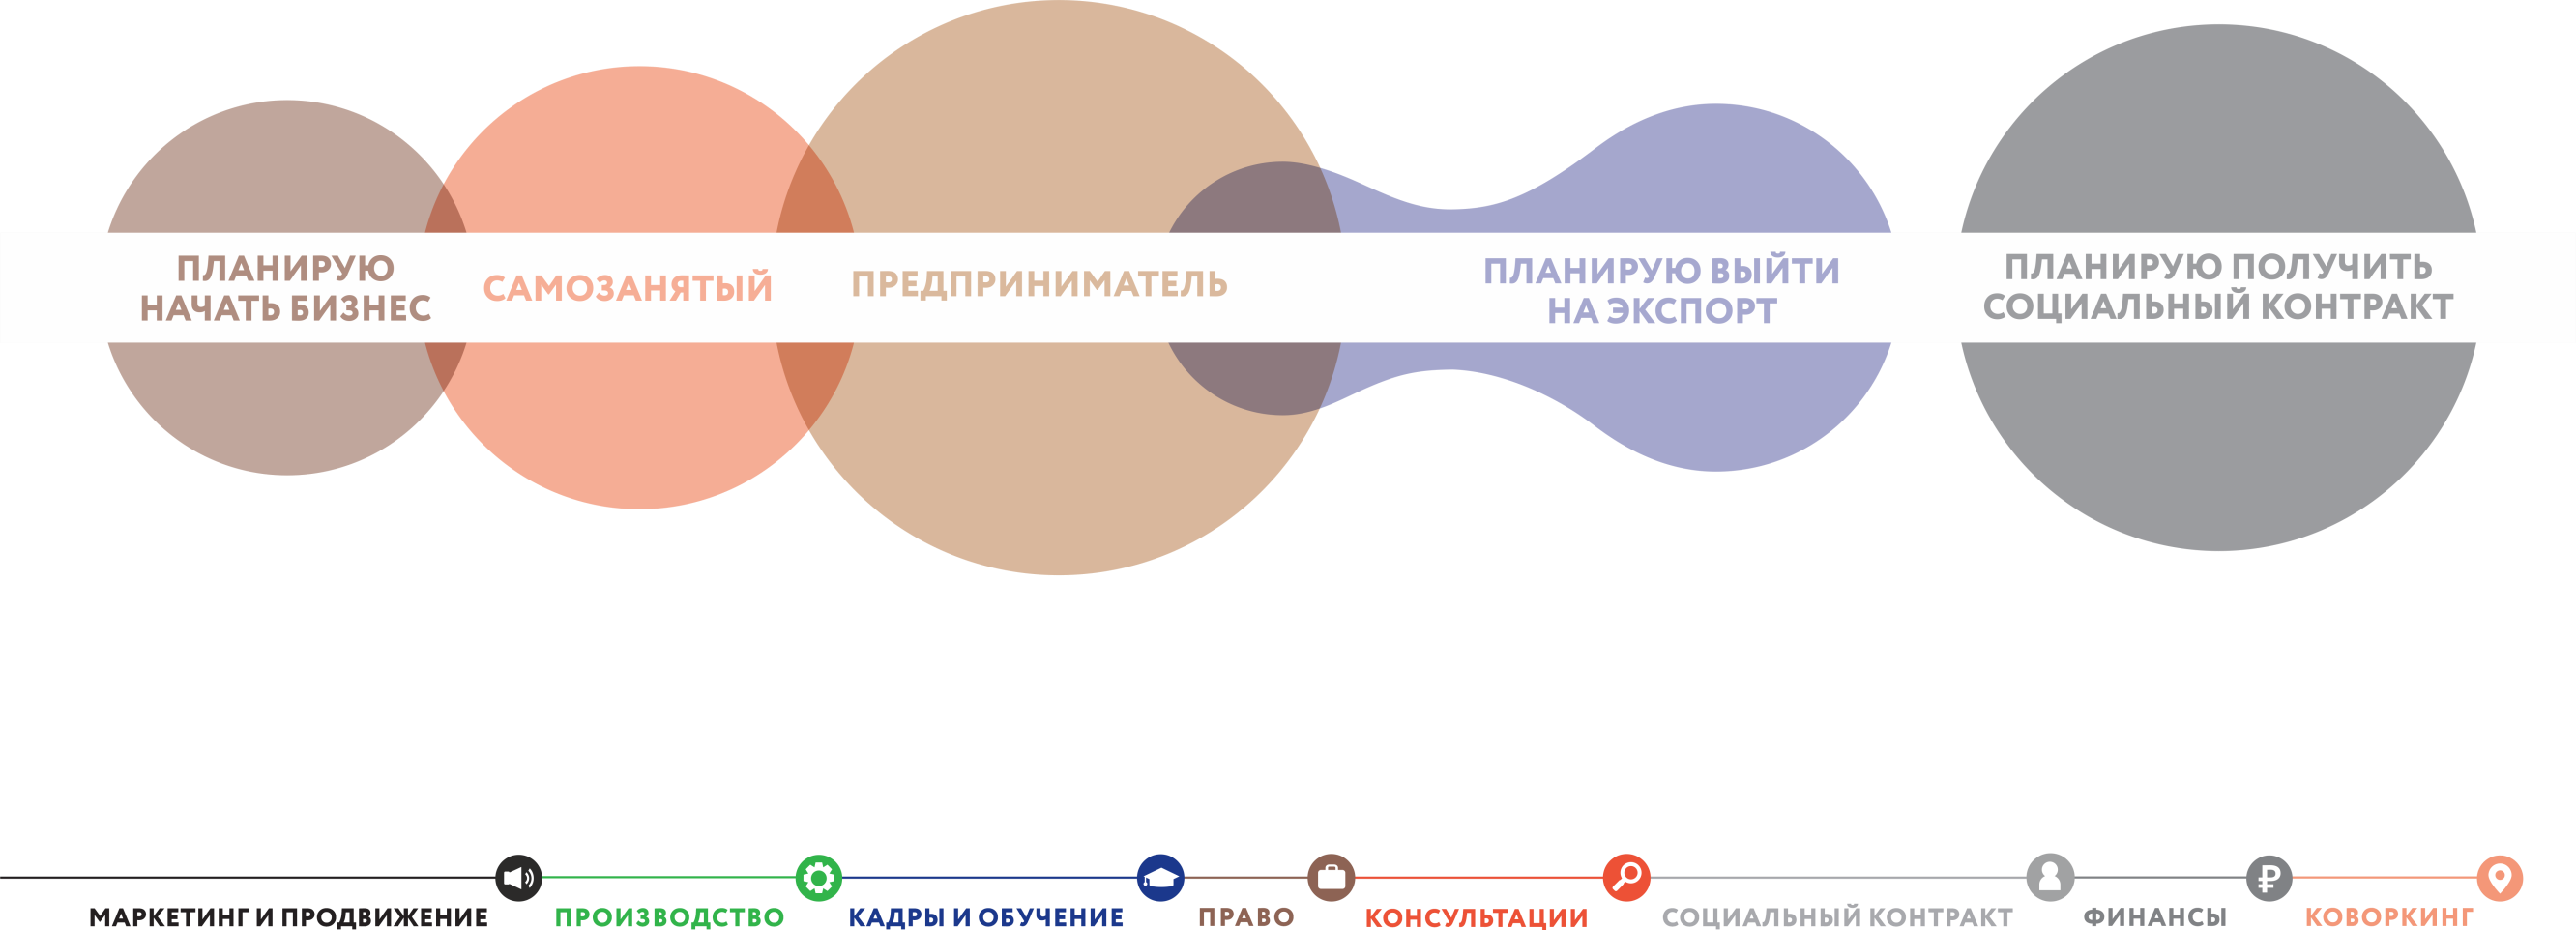 ПЛАНИРУЮ
НАЧАТЬ БИЗНЕС
САМОЗАНЯТЫЙ
ПРЕДПРИНИМАТЕЛЬ
ПЛАНИРУЮ ВЫЙТИ
НА ЭКСПОРТ
ПЛАНИРУЮ ПОЛУЧИТЬ
СОЦИАЛЬНЫЙ КОНТРАКТ
МАРКЕТИНГ И ПРОДВИЖЕНИЕ
ПРОИЗВОДСТВО
КАДРЫ И ОБУЧЕНИЕ
ПРАВО
КОНСУЛЬТАЦИИ
СОЦИАЛЬНЫЙ КОНТРАКТ
ФИНАНСЫ
₽
КОВОРКИНГ